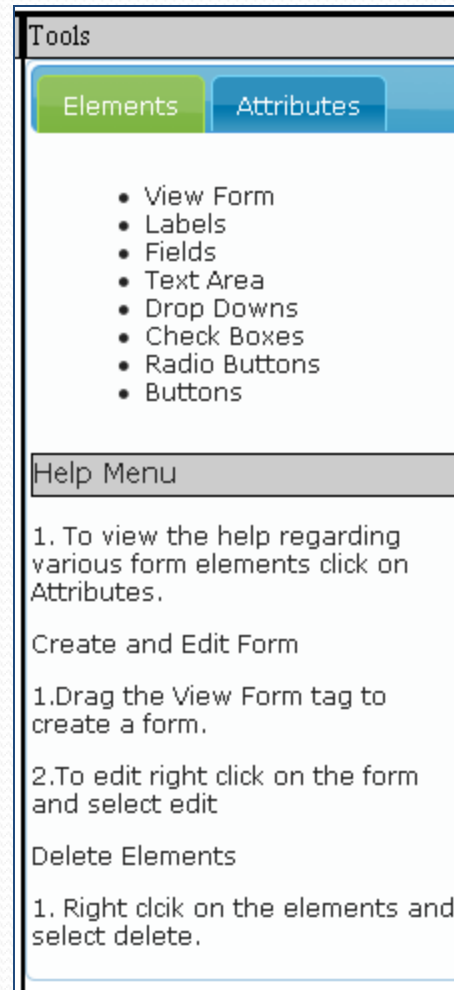 Tools
Elements Attributes
• View Form
• Labels
• Fields
• Text Area
• Drop Downs
• Check Boxes
• Radio Buttons
• Buttons
Help Menu
1. To view the help regarding
various form elements click on
Attributes.
Create and Edit Form
1.Drag the View Form tag to
create a form.
2.To edit right click on the form
and select edit
Delete Elements
1. Right clcik on the elements and
select delete.